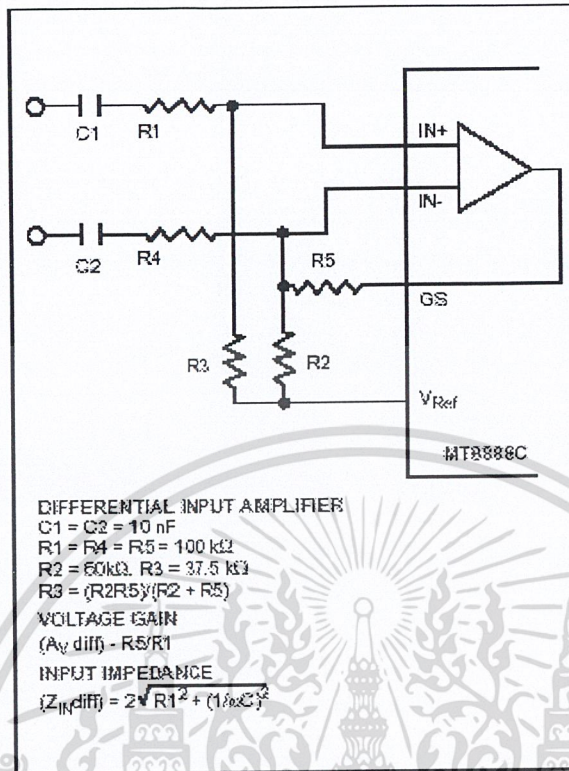 C1
R1
IN+
IN-
C2
R4
R5
GS
R3
R2
VRef
MT8888C
DIFFERENTIAL INPUT AMPLIFIER
C1 = C2 = 10 nF
R1 = R4 = R5 = 100 kΩ
R2 = 60kΩ, R3 = 37.5 kΩ
R3 = (R2R5)/(R2 + R5)
VOLTAGE GAIN
(AV diff) - R5/R1
INPUT IMPEDANCE
(ZINdiff) = 2√R1² + (1/ωC)²